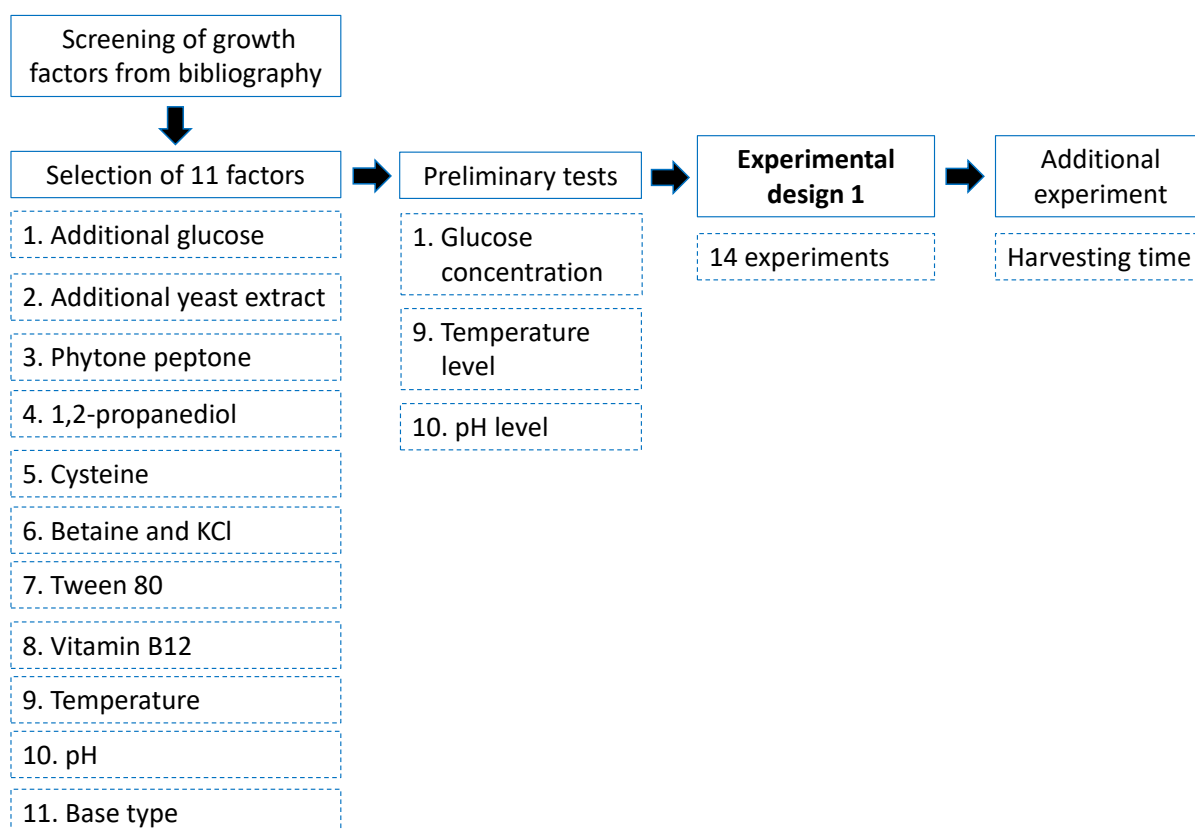 Screening of growth
factors from bibliography
Selection of 11 factors
1. Additional glucose
2. Additional yeast extract
3. Phytone peptone
4. 1,2-propanediol
5. Cysteine
6. Betaine and KCl
7. Tween 80
8. Vitamin B12
9. Temperature
10. pH
11. Base type
Preliminary tests
1. Glucose
concentration
9. Temperature
level
10. pH level
Experimental
design 1
14 experiments
Additional
experiment
Harvesting time